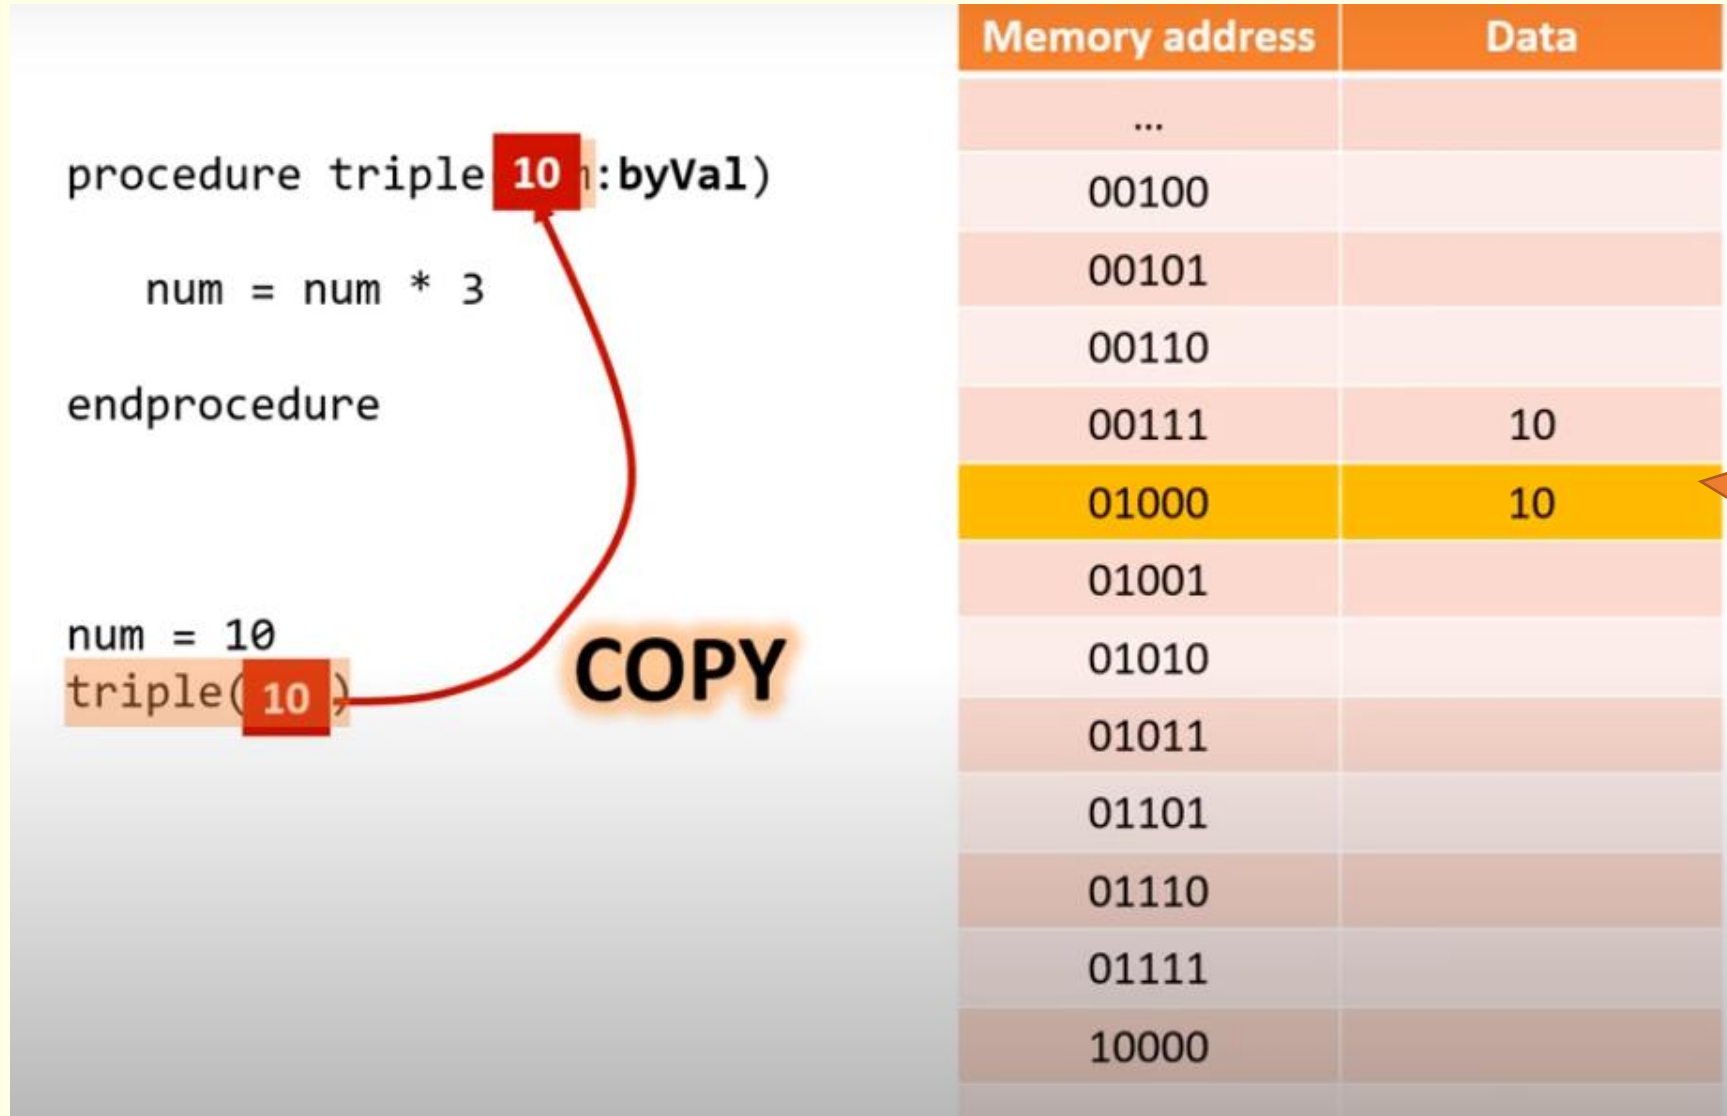 procedure triple 10 :byVal)
num = num * 3
endprocedure
num = 10
triple( 10 )
COPY
Memory address Data
...
00100
00101
00110
00111 10
01000 10
01001
01010
01011
01101
01110
01111
10000